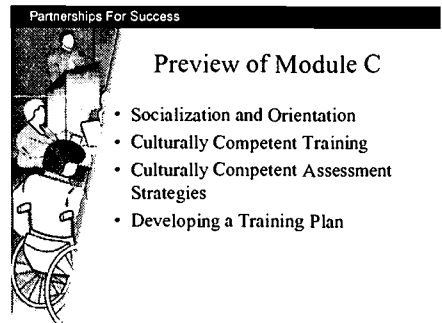 Partnerships For Success
Preview of Module C
• Socialization and Orientation
• Culturally Competent Training
• Culturally Competent Assessment
Strategies
• Developing a Training Plan